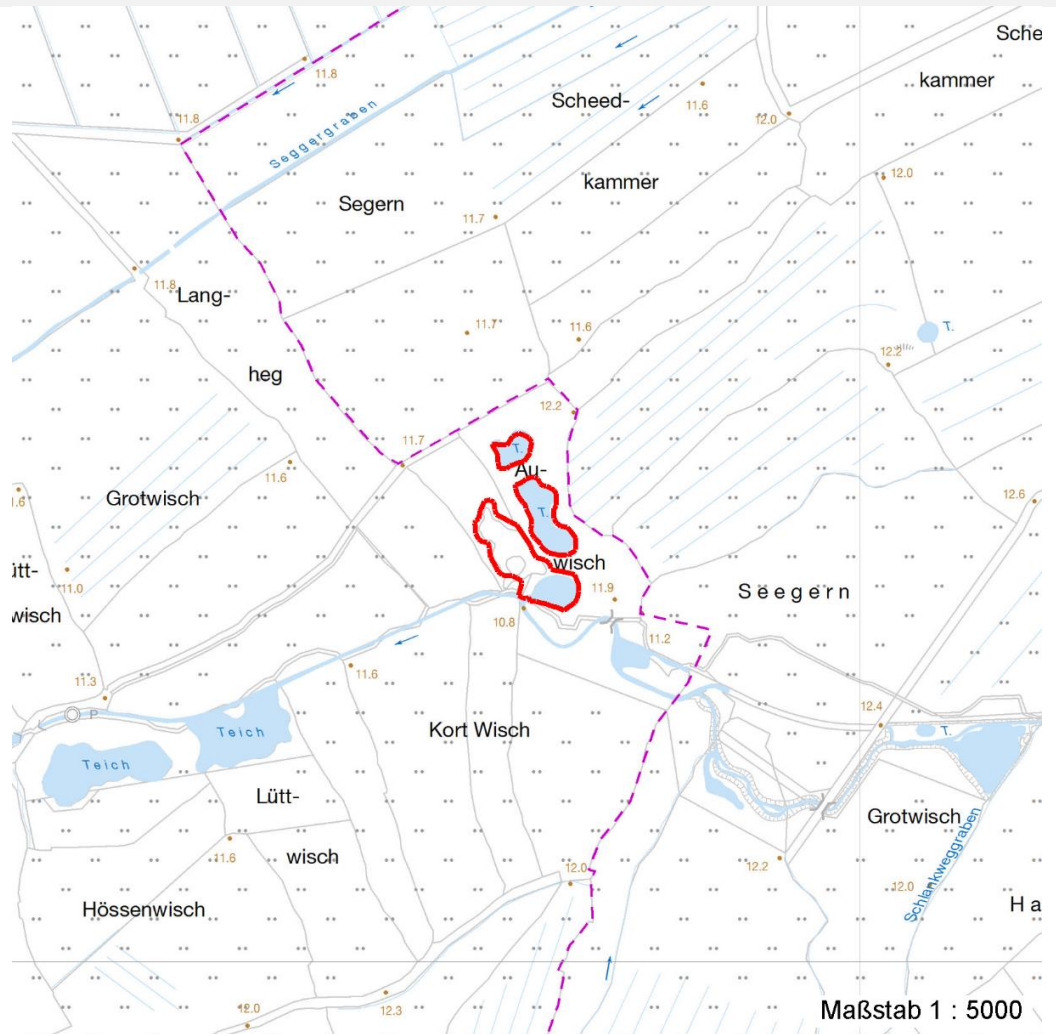 Sche
kammer
11.8
Scheed-
11.6
12.0
11.8
Seggergraben
kammer
12.0
Segern
11.7
11.8
Lang-
11.7
11.6
T.
12.2
heg
12.2
11.7
T.
Au-
11.6
Grotwisch
12.6
T.
wisch
11.0
11.9
Seegern
wisch
10.8
11.2
11.6
11.3
P
12.4
Teich
Kort Wisch
T.
Teich
Lütt-
Grotwisch
wisch
11.6
12.2
12.0
12.0
Schlankweggraben
Hössenwisch
H a
12.3
12.0
Maßstab 1 : 5000